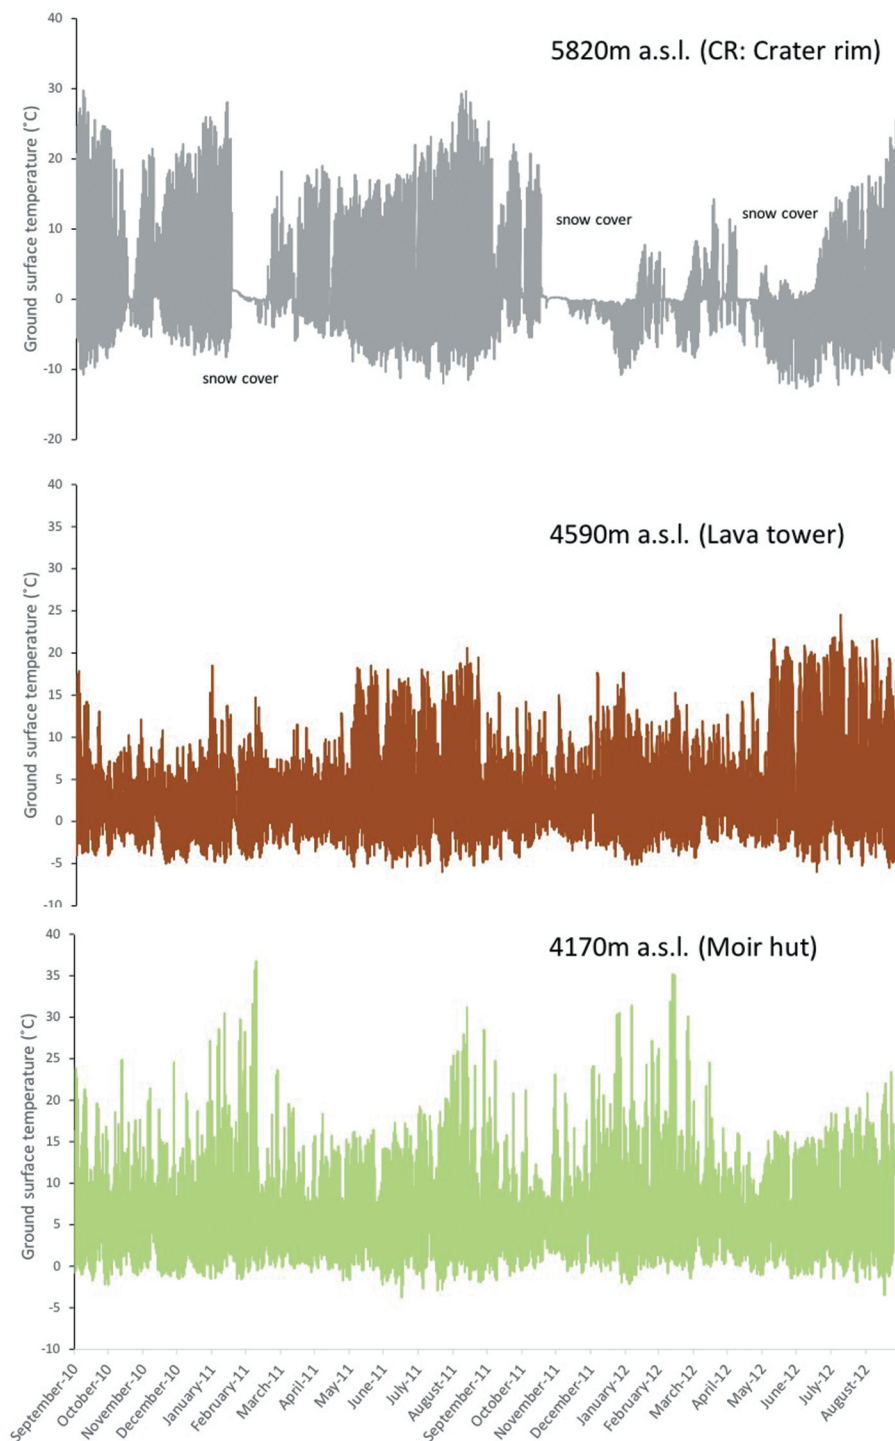 5820m a.s.l. (CR: Crater rim)
Ground surface temperature (˚C)
40
30
20
10
0
-10
-20
snow cover
snow cover
snow cover
4590m a.s.l. (Lava tower)
Ground surface temperature (˚C)
40
35
30
25
20
15
10
5
0
-5
-10
4170m a.s.l. (Moir hut)
Ground surface temperature (˚C)
40
35
30
25
20
15
10
5
0
-5
-10
September-10
October-10
November-10
December-10
January-11
February-11
March-11
April-11
May-11
June-11
July-11
August-11
September-11
October-11
November-11
December-11
January-12
February-12
March-12
April-12
May-12
June-12
July-12
August-12